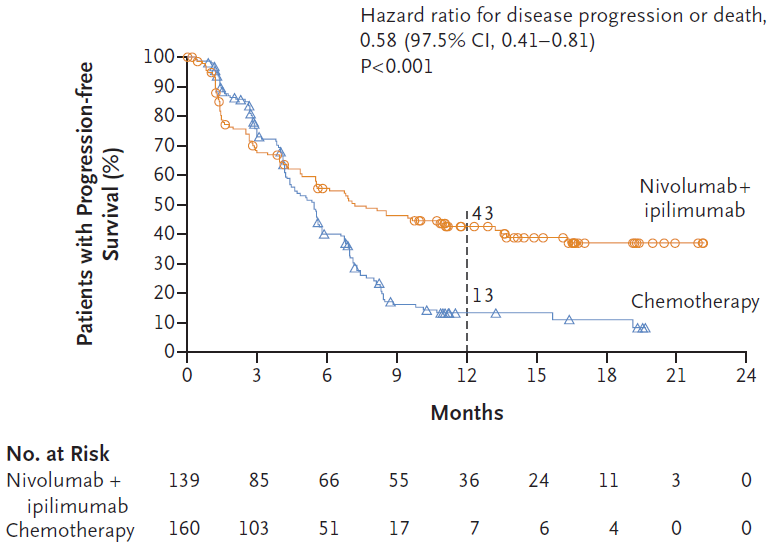 Hazard ratio for disease progression or death,
0.58 (97.5% CI, 0.41–0.81)
P<0.001
Patients with Progression-free
Survival (%)
100
90
80
70
60
50
40
30
20
10
0
43
13
Nivolumab+
ipilimumab
Chemotherapy
0 3 6 9 12 15 18 21 24
Months
No. at Risk
Nivolumab + 139 85 66 55 36 24 11 3 0
ipilimumab
Chemotherapy 160 103 51 17 7 6 4 0 0